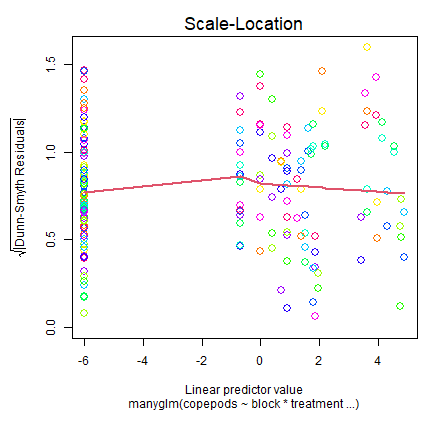 Scale-Location
√|Dunn-Smyth Residuals|
1.5
1.0
0.5
0.0
-6
-4
-2
0
2
4
Linear predictor value
manyglm(copepods ~ block * treatment ...)